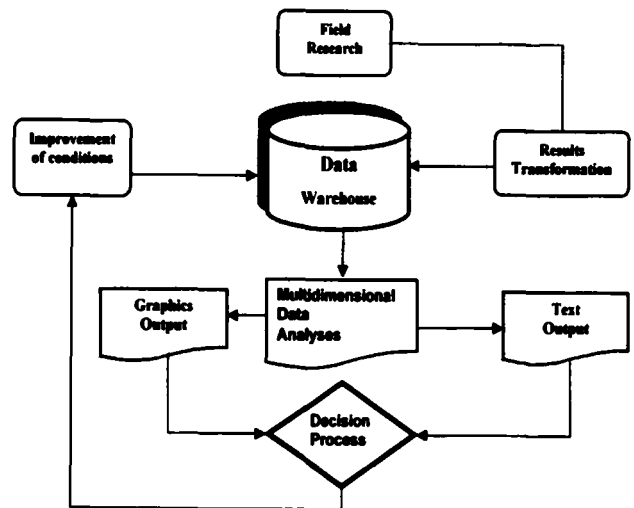 Field
Research
Improvement
of conditions
Data
Warehouse
Results
Transformation
Graphics
Output
Multidimensional
Data
Analyses
Text
Output
Decision
Process